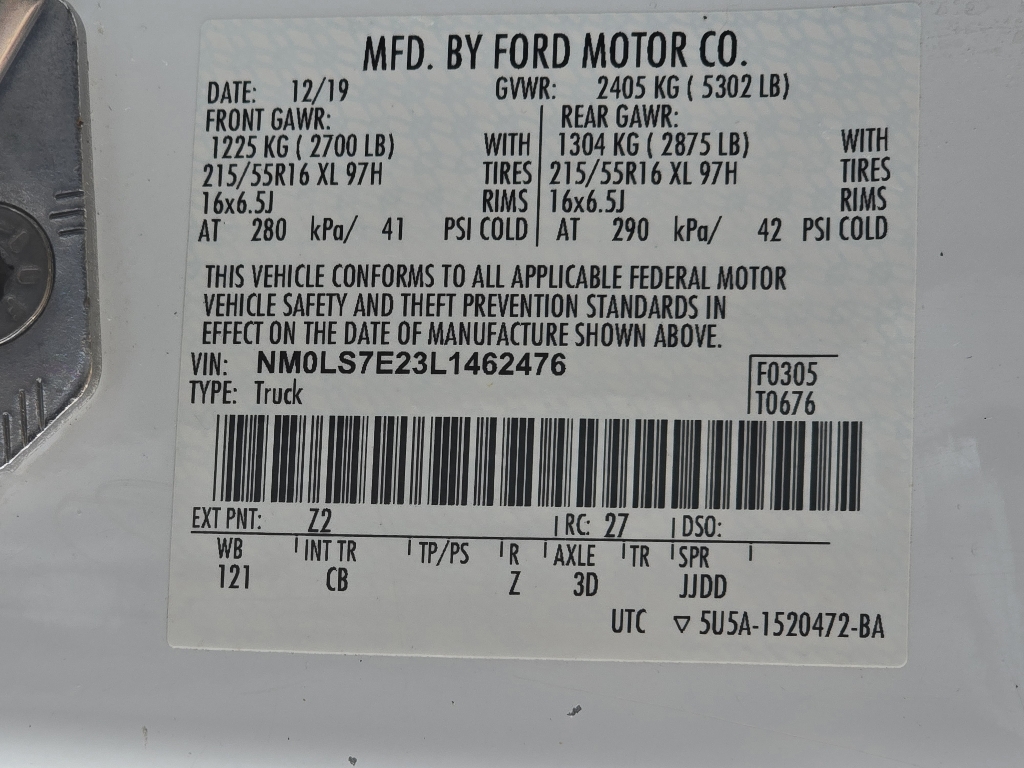 MFD. BY FORD MOTOR CO.
DATE: 12/19 GVWR: 2405 KG ( 5302 LB)
FRONT GAWR: REAR GAWR:
1225 KG ( 2700 LB) WITH 1304 KG ( 2875 LB) WITH
215/55R16 XL 97H TIRES 215/55R16 XL 97H TIRES
16x6.5J RIMS 16x6.5J RIMS
AT 280 kPa/ 41 PSI COLD AT 290 kPa/ 42 PSI COLD
THIS VEHICLE CONFORMS TO ALL APPLICABLE FEDERAL MOTOR
VEHICLE SAFETY AND THEFT PREVENTION STANDARDS IN
EFFECT ON THE DATE OF MANUFACTURE SHOWN ABOVE.
VIN: NM0LS7E23L1462476
F0305
TYPE: Truck
T0676
EXT PNT: Z2 RC: 27 DSO:
WB INT TR TP/PS R AXLE TR SPR
121 CB Z 3D JJDD
UTC ▽ 5U5A-1520472-BA